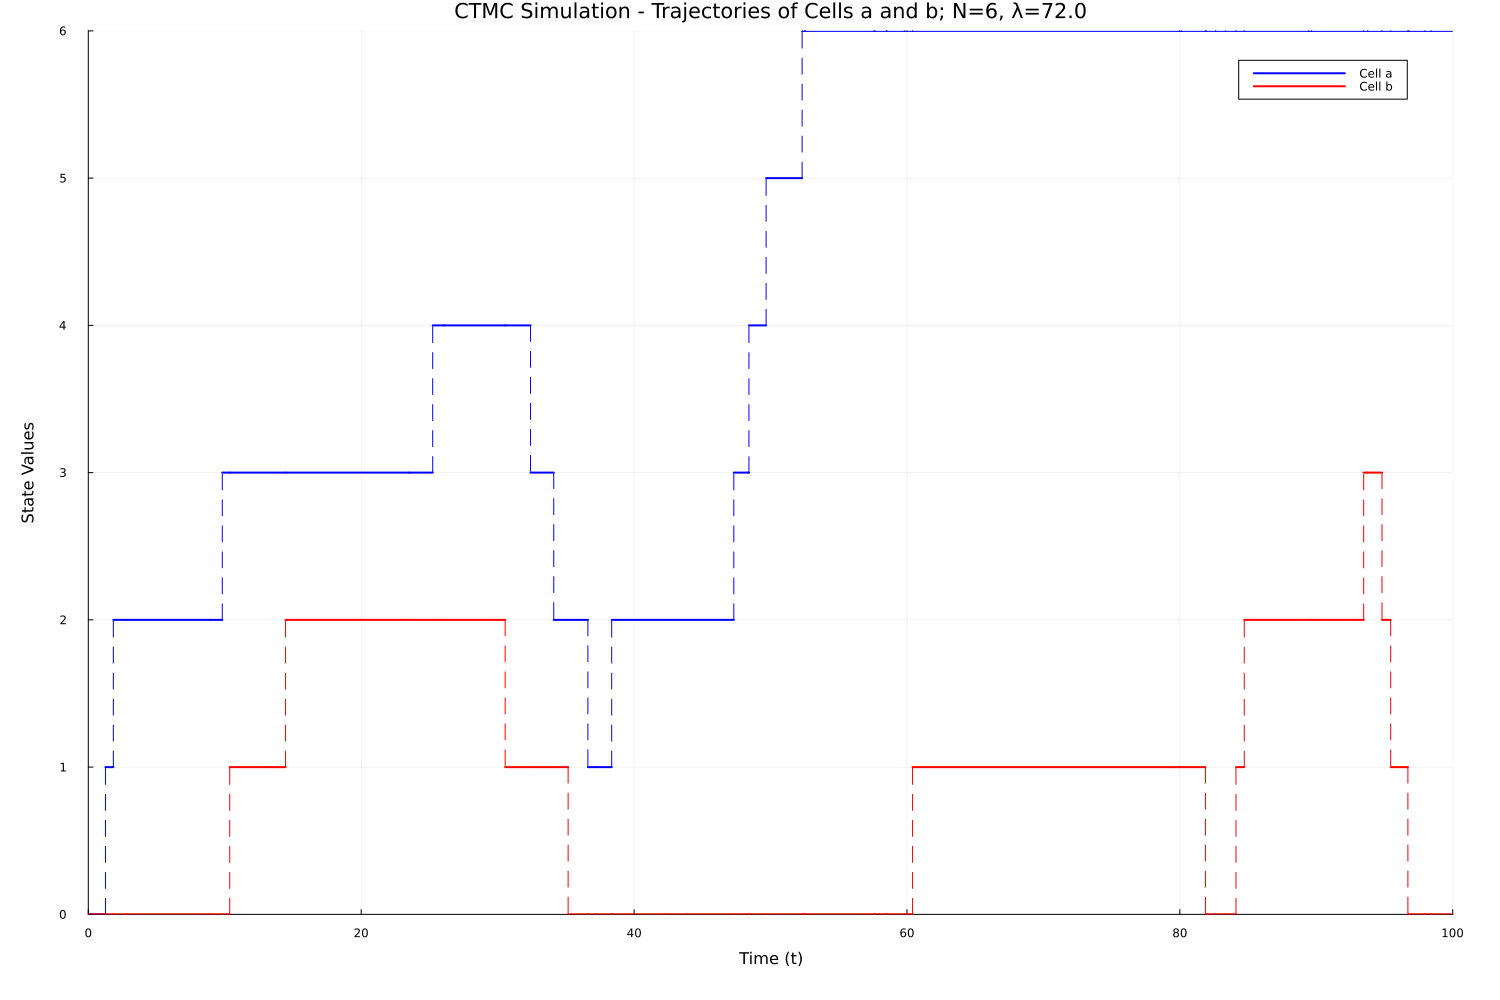 CTMC Simulation - Trajectories of Cells a and b; N=6, λ=72.0
6
Cell a
Cell b
5
4
State Values
3
2
1
0
0 20 40 60 80 100
Time (t)